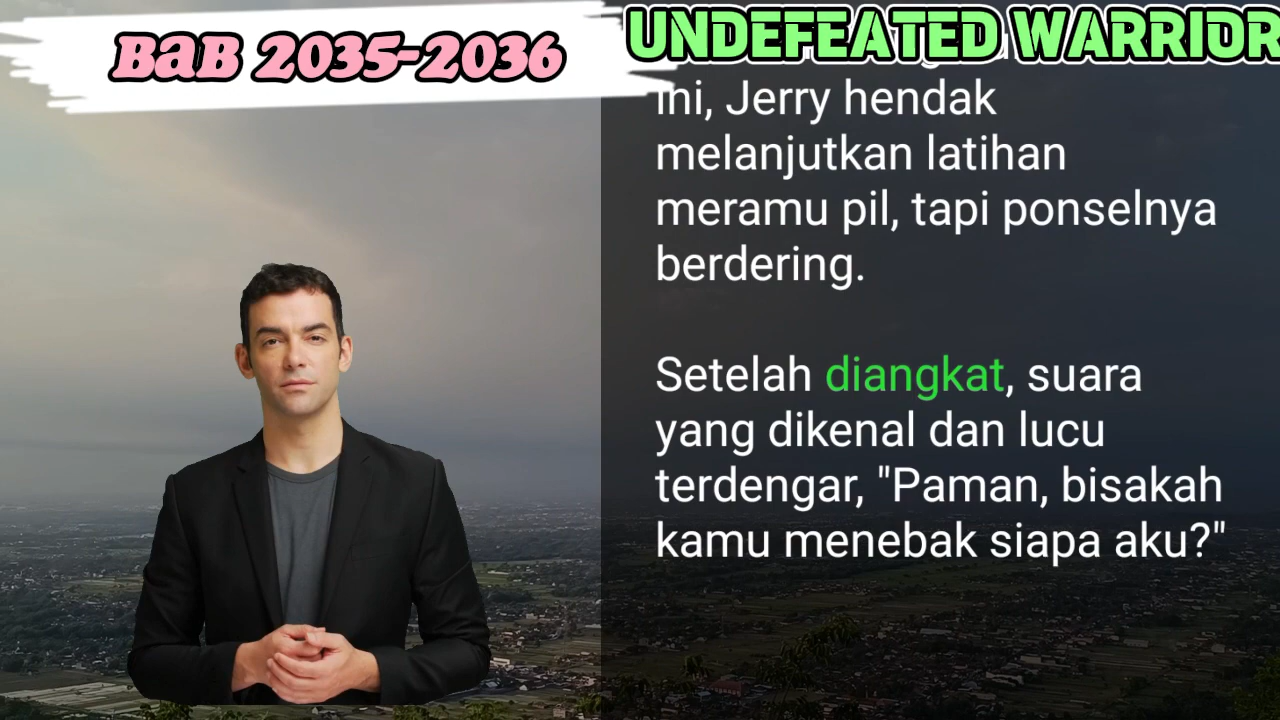 BAB 2035-2036
UNDEFEATED WARRIOR
ini, Jerry hendak
melanjutkan latihan
meramu pil, tapi ponselnya
berdering.
Setelah diangkat, suara
yang dikenal dan lucu
terdengar, "Paman, bisakah
kamu menebak siapa aku?"